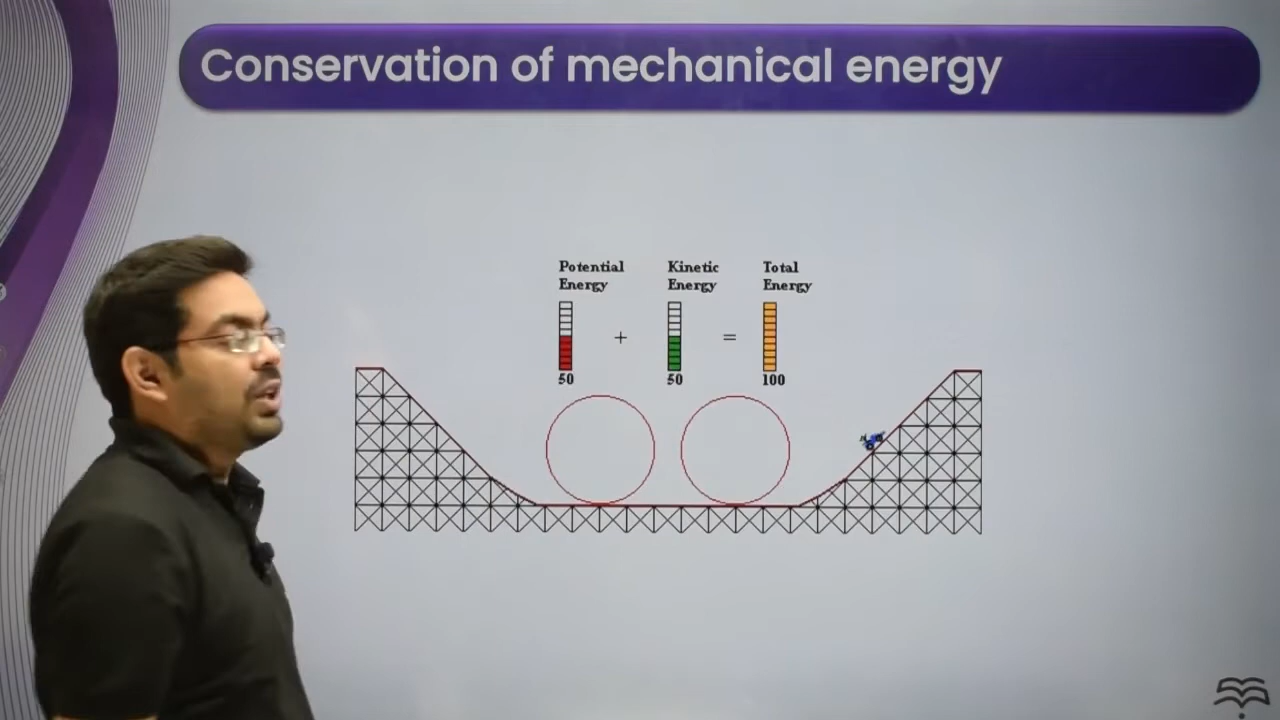 Conservation of mechanical energy
Potential Energy
Kinetic Energy
Total Energy
+
=
50
50
100